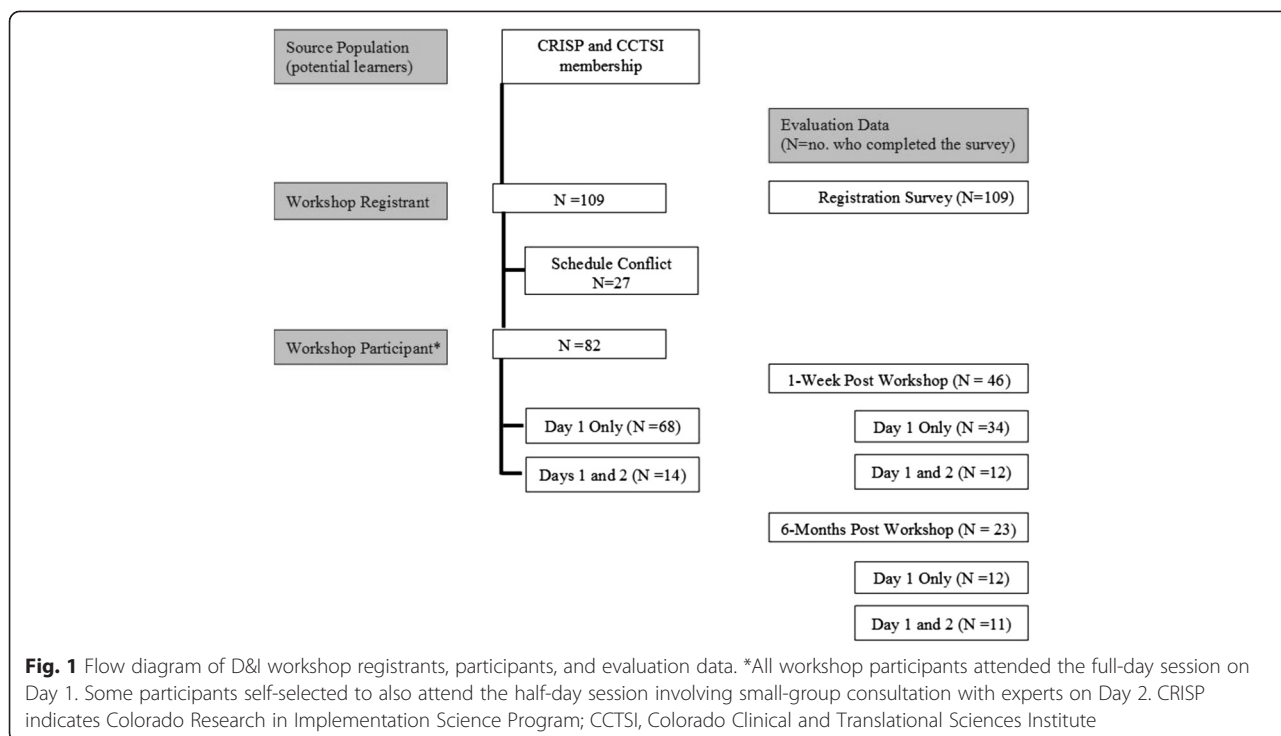 Source Population
(potential learners)
CRISP and CCTSI
membership
Evaluation Data
(N=no. who completed the survey)
Workshop Registrant
N =109
Registration Survey (N=109)
Schedule Conflict
N=27
Workshop Participant*
N =82
1-Week Post Workshop (N = 46)
Day 1 Only (N =68)
Day 1 Only (N =34)
Days 1 and 2 (N =14)
Day 1 and 2 (N =12)
6-Months Post Workshop (N = 23)
Day 1 Only (N =12)
Day 1 and 2 (N =11)
Fig. 1 Flow diagram of D&I workshop registrants, participants, and evaluation data. *All workshop participants attended the full-day session on
Day 1. Some participants self-selected to also attend the half-day session involving small-group consultation with experts on Day 2. CRISP
indicates Colorado Research in Implementation Science Program; CCTSI, Colorado Clinical and Translational Sciences Institute